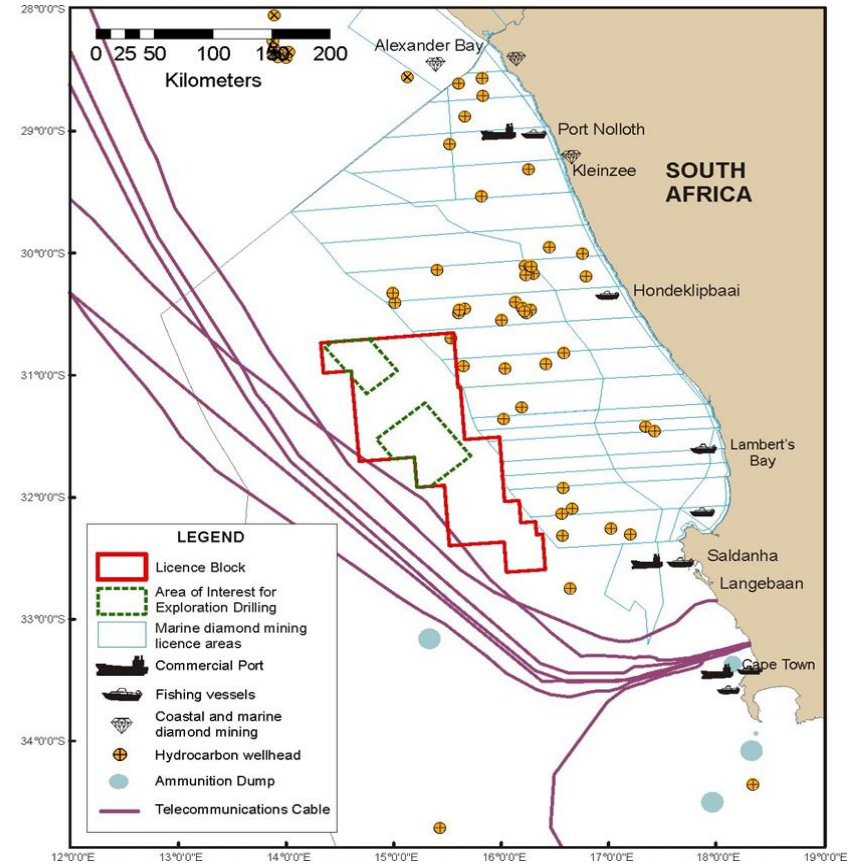 28°0'0"S
0 25 50 100 150 200
Kilometers
Alexander Bay
29°0'0"S
Port Nolloth
Kleinzee
SOUTH
AFRICA
30°0'0"S
Hondeklipbaai
31°0'0"S
Lambert's
Bay
32°0'0"S
Saldanha
Langebaan
33°0'0"S
Cape Town
34°0'0"S
LEGEND
Licence Block
Area of Interest for
Exploration Drilling
Marine diamond mining
licence areas
Commercial Port
Fishing vessels
Coastal and marine
diamond mining
Hydrocarbon wellhead
Ammunition Dump
Telecommunications Cable
12°0'0"E 13°0'0"E 14°0'0"E 15°0'0"E 16°0'0"E 17°0'0"E 18°0'0"E 19°0'0"E